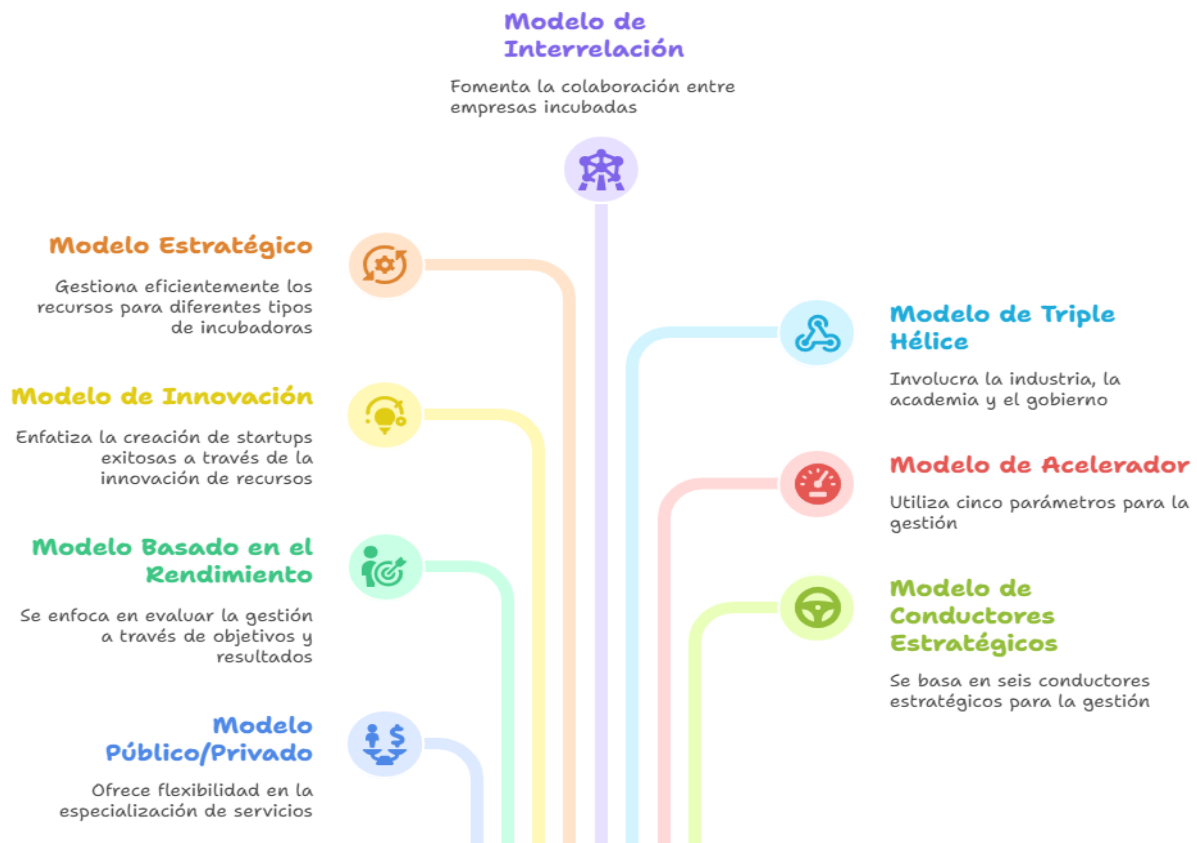 Modelo de
Interrelación
Fomenta la colaboración entre
empresas incubadas
Modelo Estratégico
Gestiona eficientemente los
recursos para diferentes tipos
de incubadoras
Modelo de Innovación
Enfatiza la creación de startups
exitosas a través de la
innovación de recursos
Modelo Basado en el
Rendimiento
Se enfoca en evaluar la gestión
a través de objetivos y
resultados
Modelo
Público/Privado
Ofrece flexibilidad en la
especialización de servicios
Modelo de Triple
Hélice
Involucra la industria, la
academia y el gobierno
Modelo de Acelerador
Utiliza cinco parámetros para la
gestión
Modelo de
Conductores
Estratégicos
Se basa en seis conductores
estratégicos para la gestión